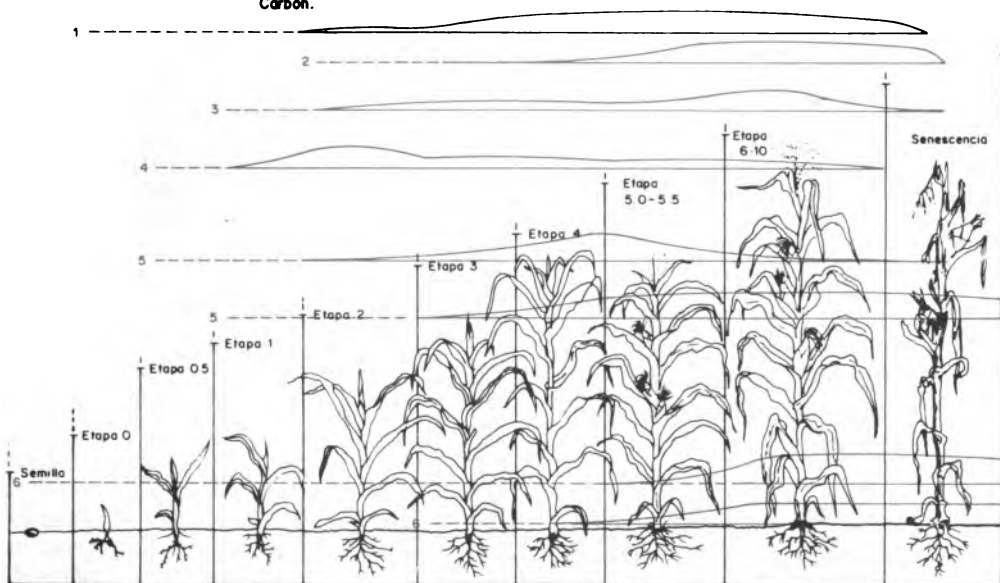 Carbón.
1
2
3
4
5
5
6
6
Etapa
6-10
Senescencia
Etapa
5.0-5.5
Etapa 4
Etapa 3
Etapa 2
Etapa 1
Etapa 0.5
Etapa 0
Semilla